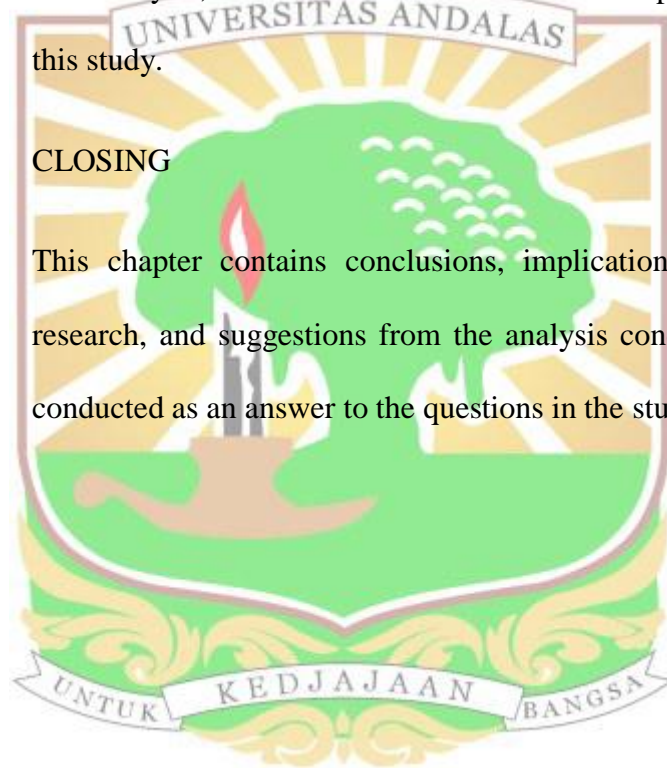 UNIVERSITAS ANDALAS
this study.
CLOSING
This chapter contains conclusions, implication
research, and suggestions from the analysis con
conducted as an answer to the questions in the stu
UNTUK KEDJAJAAN BANGSA